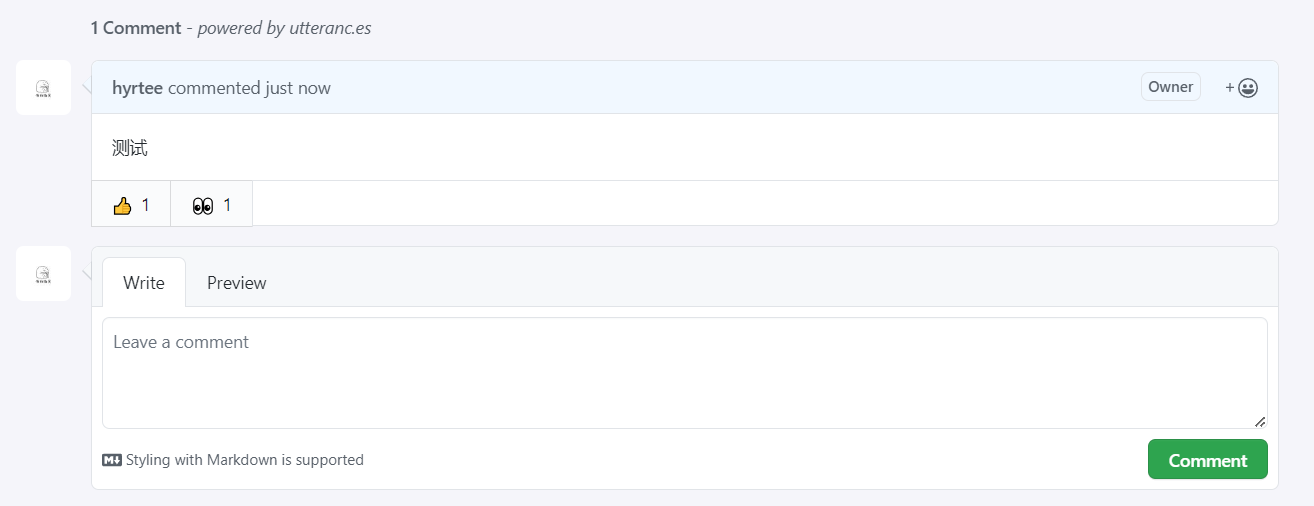 1 Comment - powered by utteranc.es
hyrtee commented just now
Owner
+
测试
1
1
Write
Preview
Leave a comment
Styling with Markdown is supported
Comment